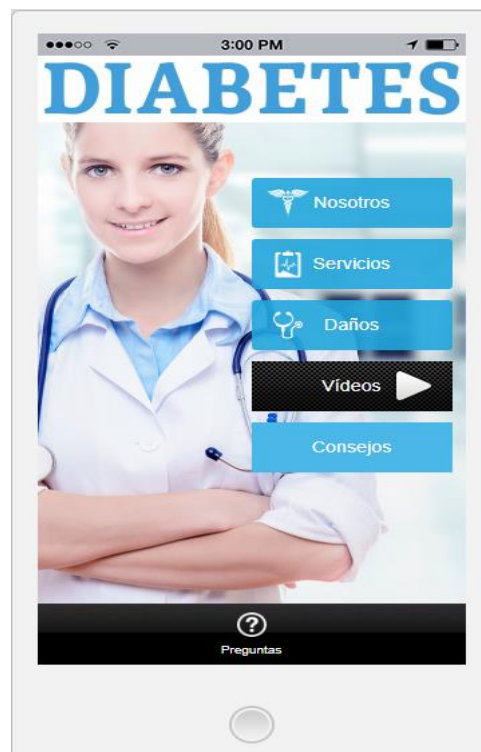 3:00 PM
DIABETES
Nosotros
Servicios
Daños
Vídeos
Consejos
?
Preguntas